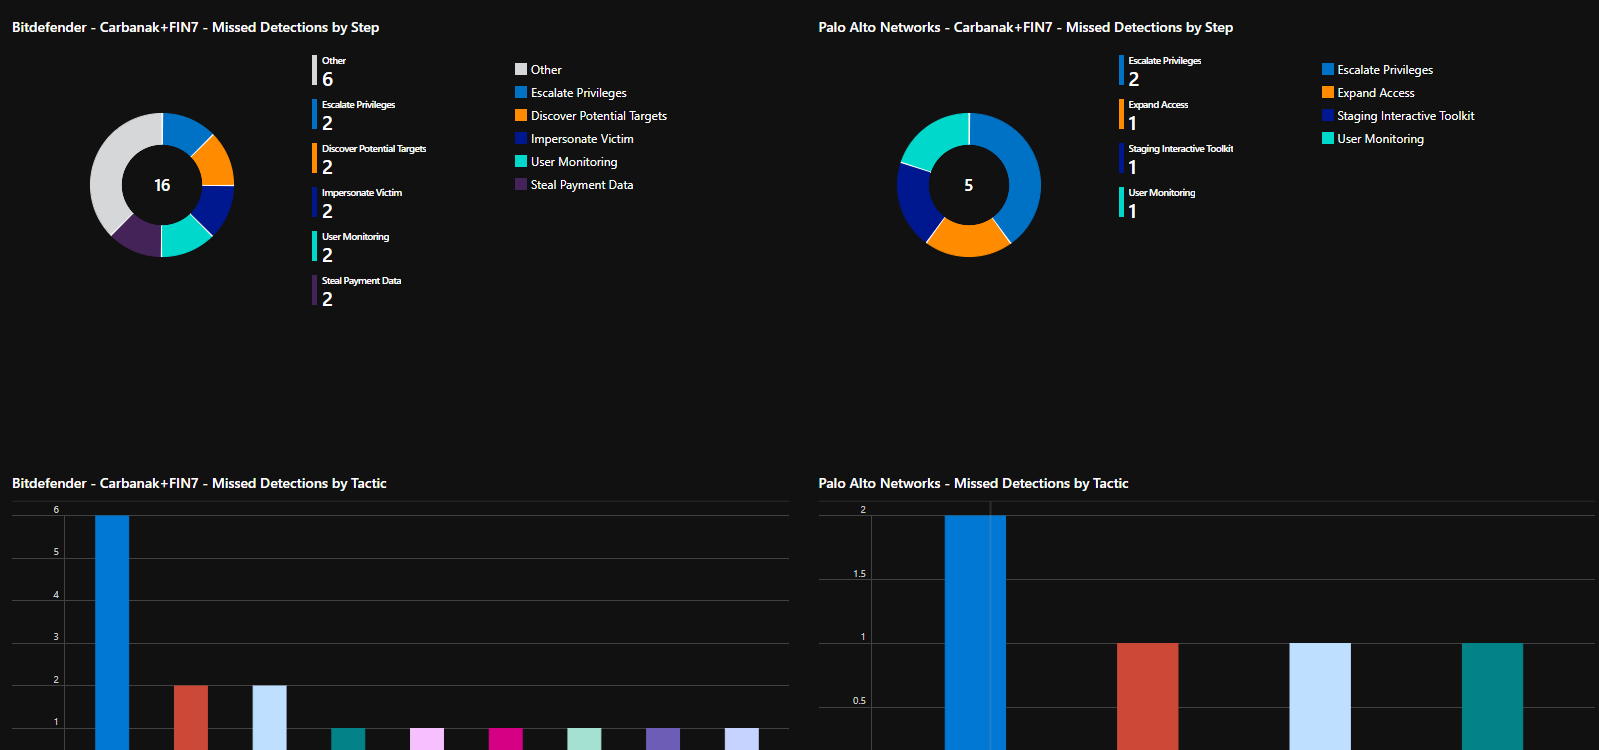 Bitdefender - Carbanak+FIN7 - Missed Detections by Step
Other
6
Escalate Privileges
2
Discover Potential Targets
2
Impersonate Victim
2
User Monitoring
2
Steal Payment Data
2
16
Other
Escalate Privileges
Discover Potential Targets
Impersonate Victim
User Monitoring
Steal Payment Data
Palo Alto Networks - Carbanak+FIN7 - Missed Detections by Step
Escalate Privileges
2
Expand Access
1
Staging Interactive Toolkit
1
User Monitoring
1
5
Escalate Privileges
Expand Access
Staging Interactive Toolkit
User Monitoring
Bitdefender - Carbanak+FIN7 - Missed Detections by Tactic
6
5
4
3
2
1
Palo Alto Networks - Missed Detections by Tactic
2
1.5
1
0.5